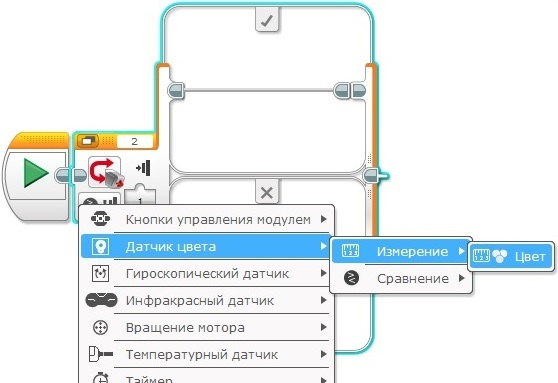 2
1
Кнопки управления модулем
Датчик цвета
Измерение
Цвет
Гироскопический датчик
Сравнение
Инфракрасный датчик
Вращение мотора
Температурный датчик
Таймер